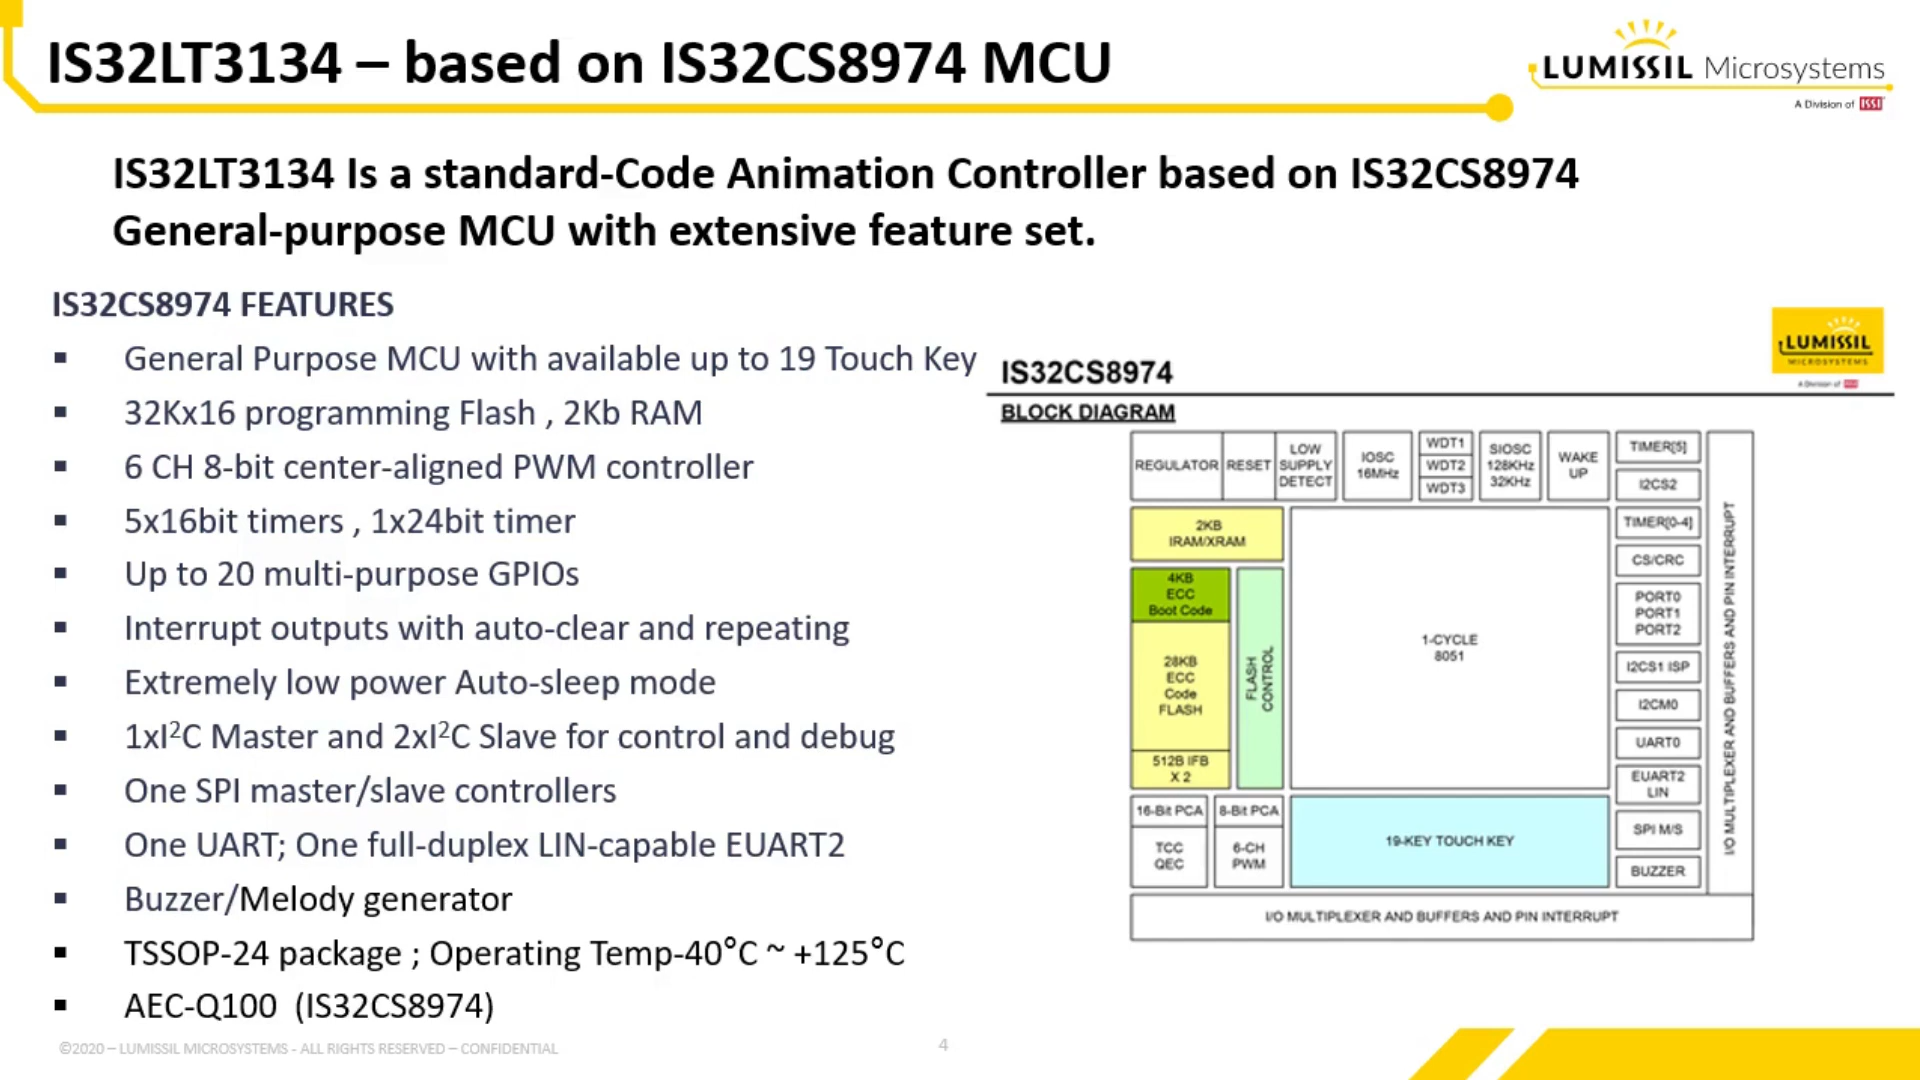 IS32LT3134 – based on IS32CS8974 MCU
LUMISSIL Microsystems
A Division of ISSI
IS32LT3134 Is a standard-Code Animation Controller based on IS32CS8974
General-purpose MCU with extensive feature set.
IS32CS8974 FEATURES
▪ General Purpose MCU with available up to 19 Touch Key
▪ 32Kx16 programming Flash , 2Kb RAM
▪ 6 CH 8-bit center-aligned PWM controller
▪ 5x16bit timers , 1x24bit timer
▪ Up to 20 multi-purpose GPIOs
▪ Interrupt outputs with auto-clear and repeating
▪ Extremely low power Auto-sleep mode
▪ 1xI²C Master and 2xI²C Slave for control and debug
▪ One SPI master/slave controllers
▪ One UART; One full-duplex LIN-capable EUART2
▪ Buzzer/Melody generator
▪ TSSOP-24 package ; Operating Temp-40°C ~ +125°C
▪ AEC-Q100 (IS32CS8974)
LUMISSIL
MICROSYSTEMS
A Division of
IS32CS8974
BLOCK DIAGRAM
REGULATOR
RESET
LOW
SUPPLY
DETECT
IOSC
16MHz
WDT1
WDT2
WDT3
SIOSC
128KHz
32KHz
WAKE
UP
TIMER[5]
I2CS2
2KB
IRAM/XRAM
4KB
ECC
Boot Code
28KB
ECC
Code
FLASH
512B IFB
X 2
FLASH
CONTROL
1-CYCLE
8051
TIMER[0-4]
CS/CRC
PORT0
PORT1
PORT2
I2CS1 ISP
I2CM0
UART0
EUART2
LIN
SPI M/S
BUZZER
I/O MULTIPLEXER AND BUFFERS AND PIN INTERRUPT
16-Bit PCA
TCC
QEC
8-Bit PCA
6-CH
PWM
19-KEY TOUCH KEY
I/O MULTIPLEXER AND BUFFERS AND PIN INTERRUPT
©2020 – LUMISSIL MICROSYSTEMS - ALL RIGHTS RESERVED – CONFIDENTIAL
4